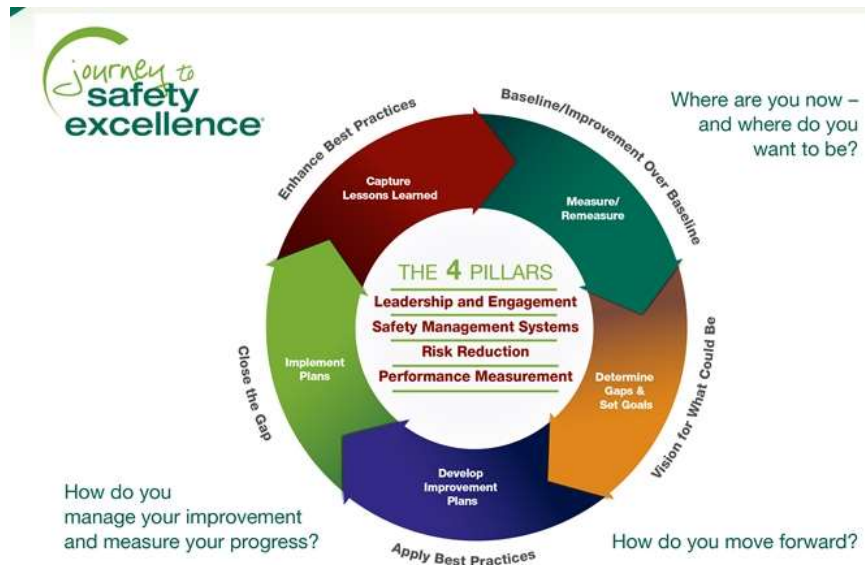 journey to
safety
excellence®
Where are you now –
and where do you
want to be?
Baseline/Improvement Over Baseline
Measure/
Remeasure
Vision for What Could Be
Determine
Gaps &
Set Goals
How do you move forward?
Apply Best Practices
Develop
Improvement
Plans
How do you
manage your improvement
and measure your progress?
Close the Gap
Implement
Plans
Enhance Best Practices
Capture
Lessons Learned
THE 4 PILLARS
Leadership and Engagement
Safety Management Systems
Risk Reduction
Performance Measurement